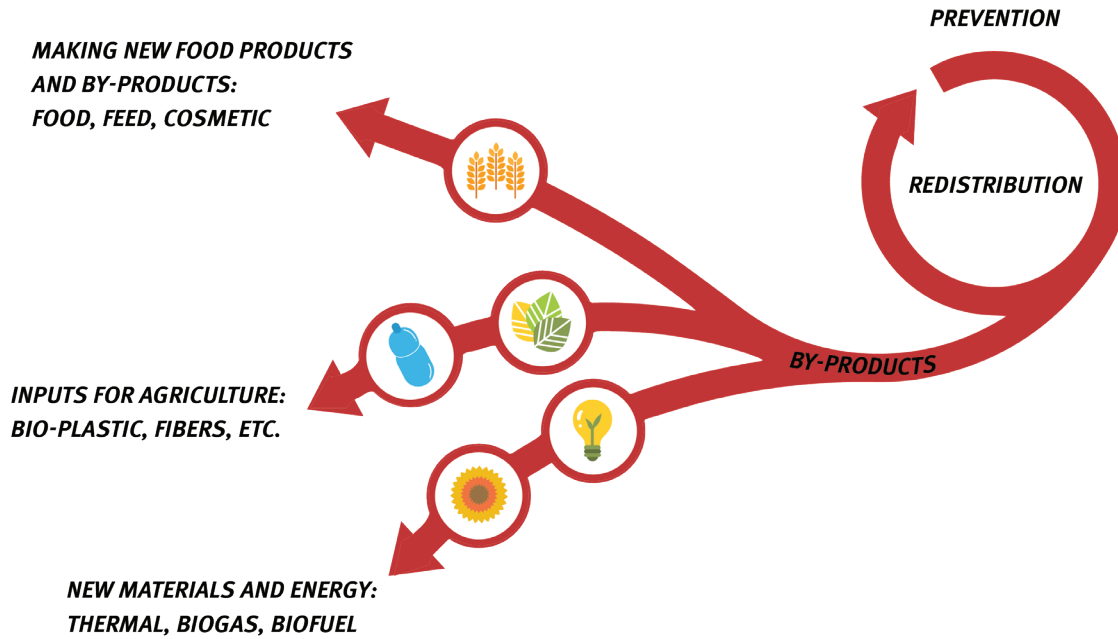 PREVENTION
MAKING NEW FOOD PRODUCTS
AND BY-PRODUCTS:
FOOD, FEED, COSMETIC
REDISTRIBUTION
BY-PRODUCTS
INPUTS FOR AGRICULTURE:
BIO-PLASTIC, FIBERS, ETC.
NEW MATERIALS AND ENERGY:
THERMAL, BIOGAS, BIOFUEL